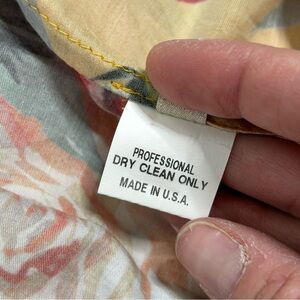 PROFESSIONAL
DRY CLEAN ONLY
MADE IN U.S.A.